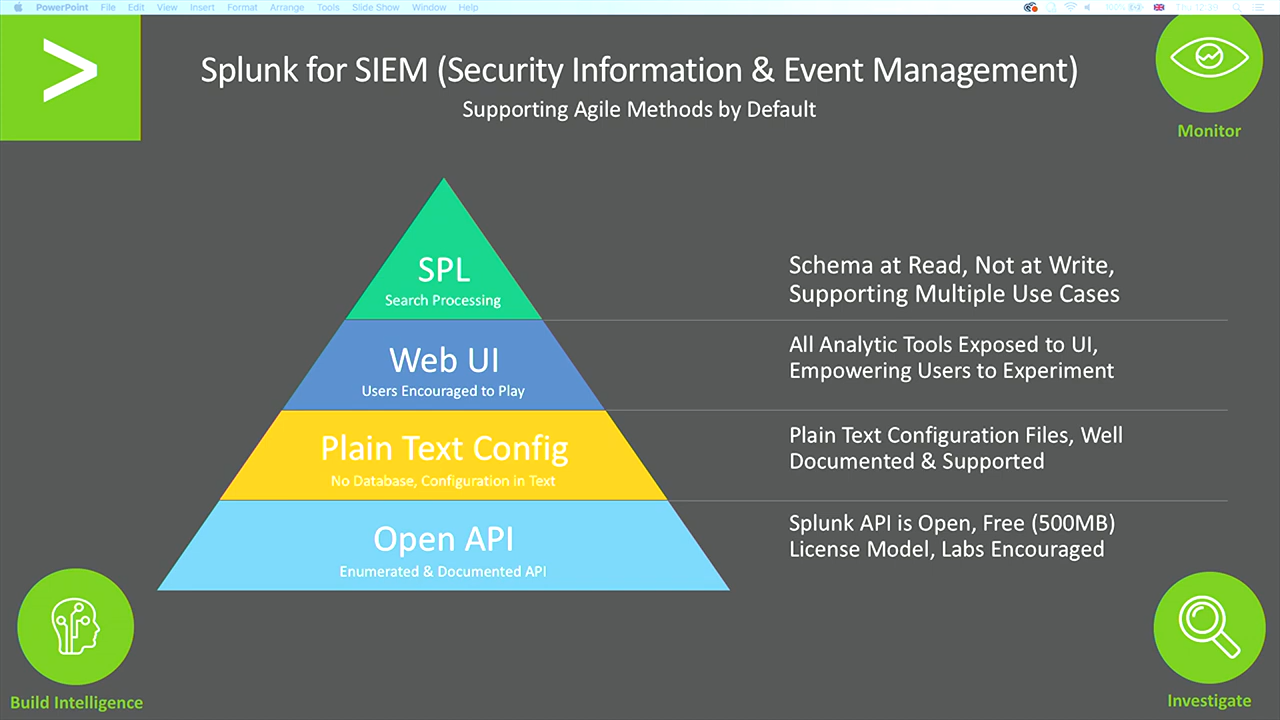 PowerPoint File Edit View Insert Format Arrange Tools Slide Show Window Help 100% Thu 12:39
>
Splunk for SIEM (Security Information & Event Management)
Supporting Agile Methods by Default
Monitor
SPL
Search Processing
Schema at Read, Not at Write,
Supporting Multiple Use Cases
Web UI
Users Encouraged to Play
All Analytic Tools Exposed to UI,
Empowering Users to Experiment
Plain Text Config
No Database, Configuration in Text
Plain Text Configuration Files, Well
Documented & Supported
Open API
Enumerated & Documented API
Splunk API is Open, Free (500MB)
License Model, Labs Encouraged
Build Intelligence
Investigate